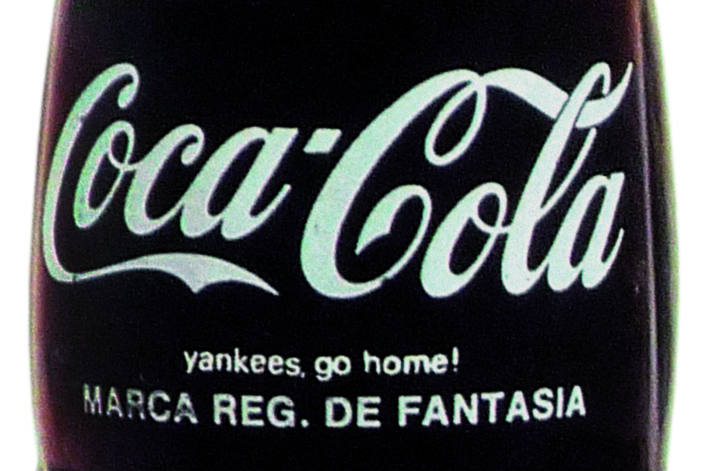 Coca-Cola
yankees, go home!
MARCA REG. DE FANTASIA